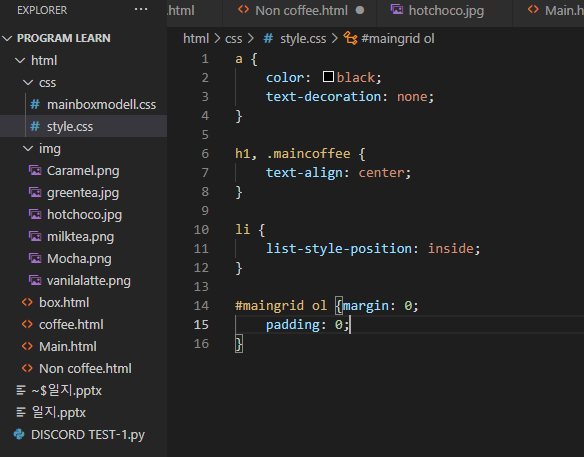 EXPLORER
.html
Non coffee.html
hotchoco.jpg
Main.h
PROGRAM LEARN
html
css
mainboxmodell.css
style.css
img
Caramel.png
greentea.jpg
hotchoco.jpg
milktea.png
Mocha.png
vanilalatte.png
box.html
coffee.html
Main.html
Non coffee.html
~$일지.pptx
일지.pptx
DISCORD TEST-1.py
html > css > # style.css > #maingrid ol
1 a {
2 color: black;
3 text-decoration: none;
4 }
5
6 h1, .maincoffee {
7 text-align: center;
8 }
9
10 li {
11 list-style-position: inside;
12 }
13
14 #maingrid ol {margin: 0;
15 padding: 0;
16 }